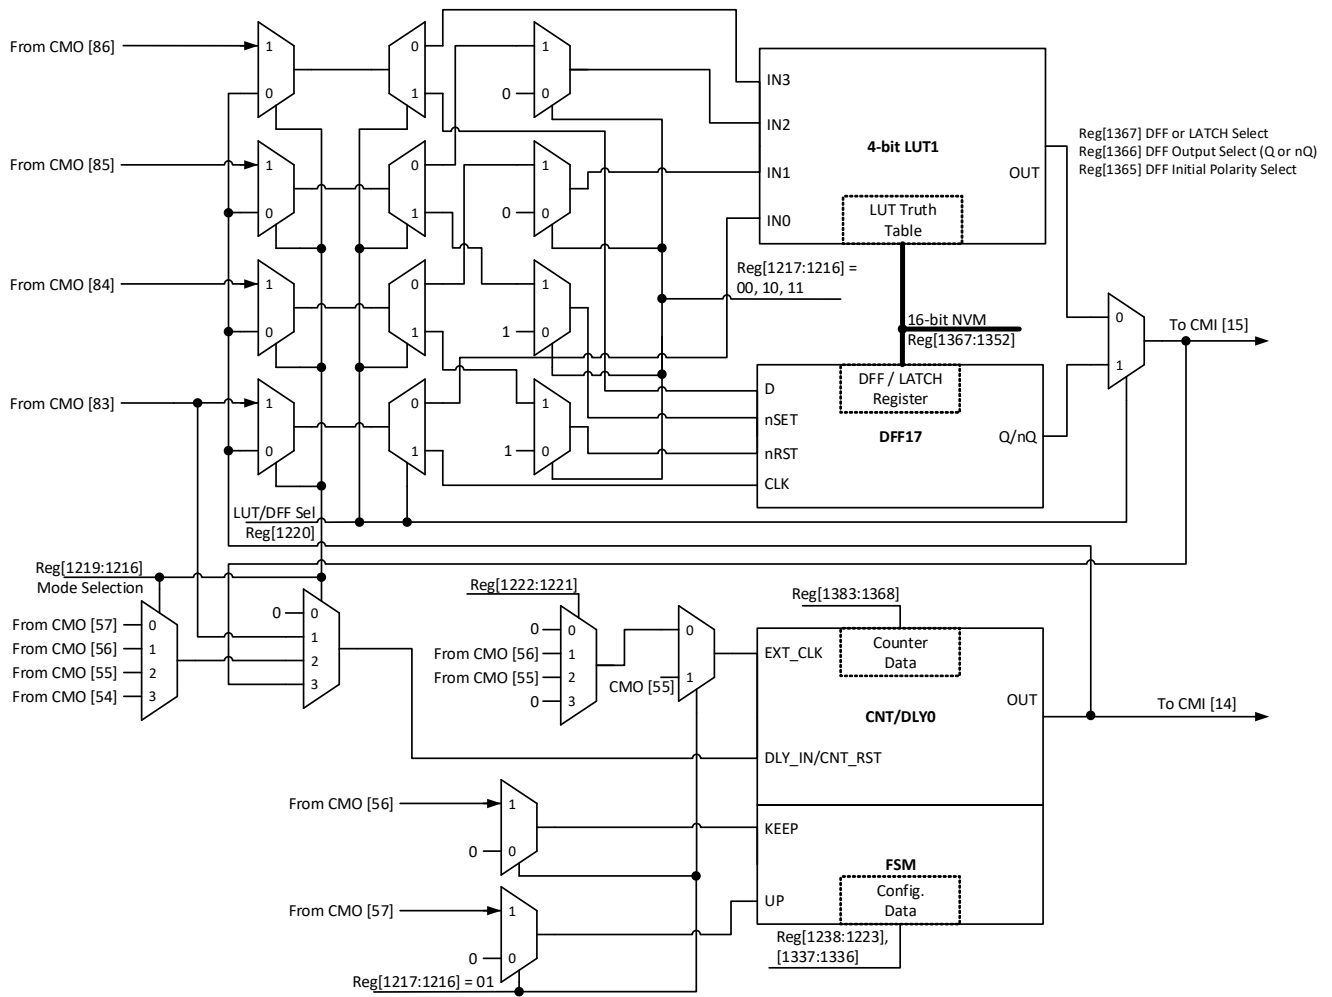 From CMO [86]
1
0
0
1
1
0
0
IN3
IN2
IN1
IN0
4-bit LUT1
OUT
LUT Truth
Table
Reg[1367] DFF or LATCH Select
Reg[1366] DFF Output Select (Q or nQ)
Reg[1365] DFF Initial Polarity Select
From CMO [85]
1
0
0
1
1
0
0
From CMO [84]
1
0
0
1
1
1
0
Reg[1217:1216] =
00, 10, 11
16-bit NVM
Reg[1367:1352]
0
1
To CMI [15]
From CMO [83]
1
0
0
1
1
1
0
D
nSET
nRST
CLK
DFF / LATCH
Register
DFF17
Q/nQ
LUT/DFF Sel
Reg[1220]
Reg[1219:1216]
Mode Selection
From CMO [57]
From CMO [56]
From CMO [55]
From CMO [54]
0
1
2
3
0
0
1
2
3
Reg[1222:1221]
0
From CMO [56]
From CMO [55]
0
0
1
2
3
CMO [55]
0
1
Reg[1383:1368]
Counter
Data
EXT_CLK
CNT/DLY0
OUT
To CMI [14]
DLY_IN/CNT_RST
From CMO [56]
1
0
0
KEEP
FSM
Config.
Data
UP
From CMO [57]
1
0
0
Reg[1238:1223],
[1337:1336]
Reg[1217:1216] = 01